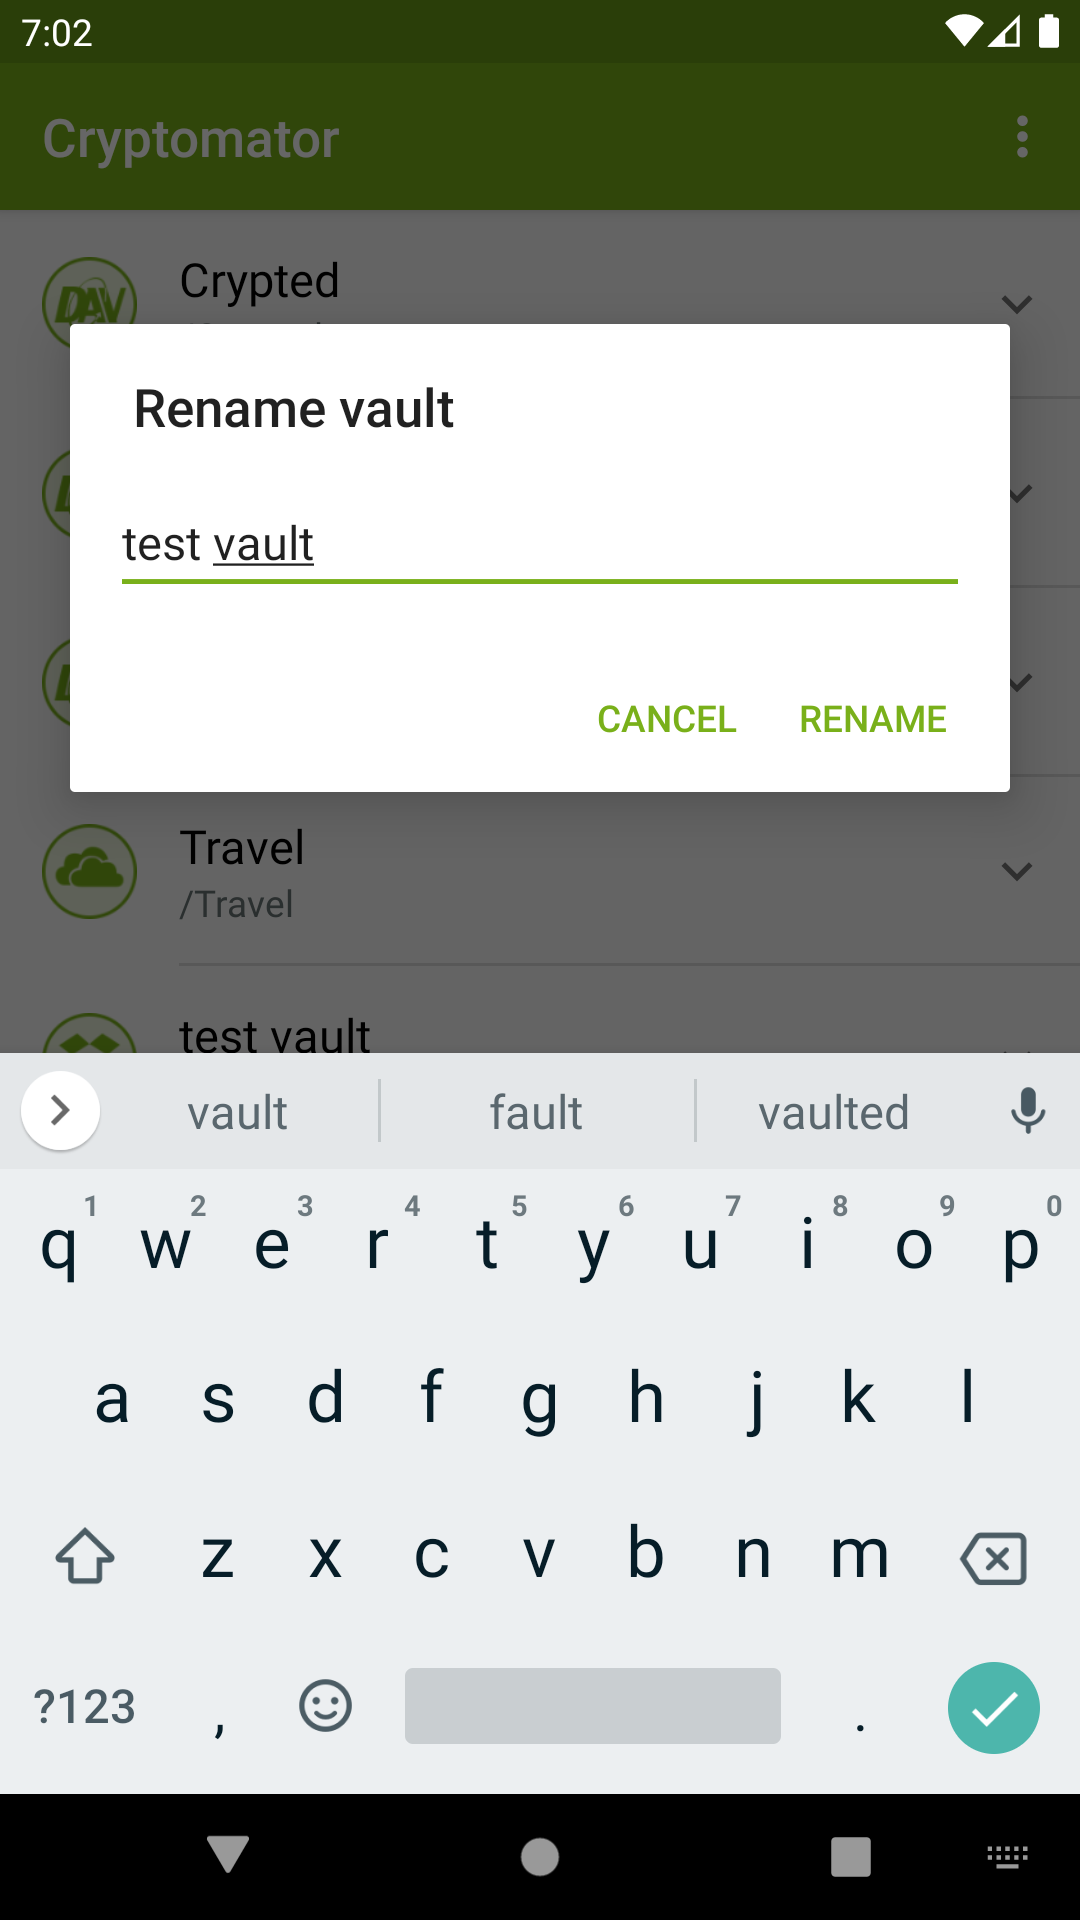 7:02
Cryptomator
DAV
Crypted
Rename vault
test vault
CANCEL RENAME
Travel
/Travel
test vault
vault fault vaulted
1 2 3 4 5 6 7 8 9 0
q w e r t y u i o p
a s d f g h j k l
z x c v b n m
?123 , .